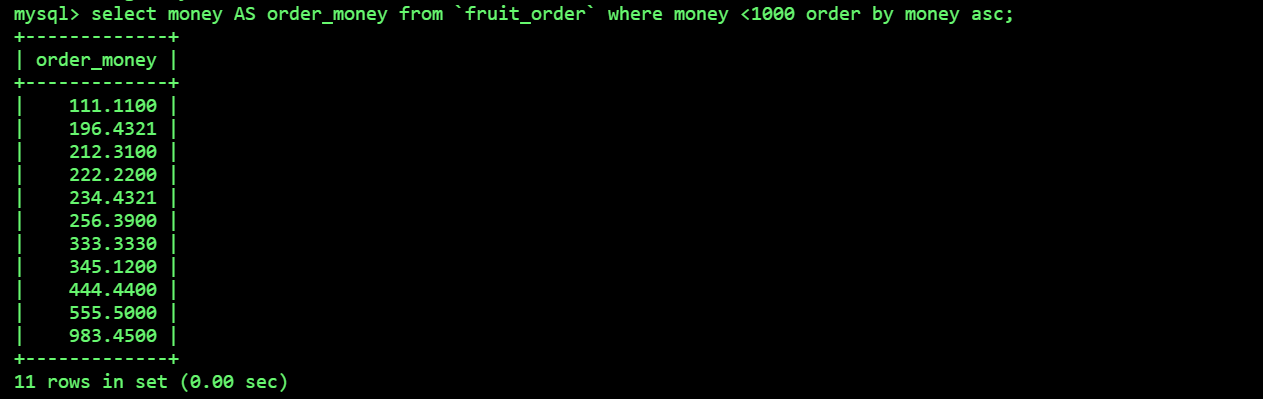 mysql> select money AS order_money from `fruit_order` where money <1000 order by money asc;
+-------------+
| order_money |
+-------------+
|    111.1100 |
|    196.4321 |
|    212.3100 |
|    222.2200 |
|    234.4321 |
|    256.3900 |
|    333.3330 |
|    345.1200 |
|    444.4400 |
|    555.5000 |
|    983.4500 |
+-------------+
11 rows in set (0.00 sec)